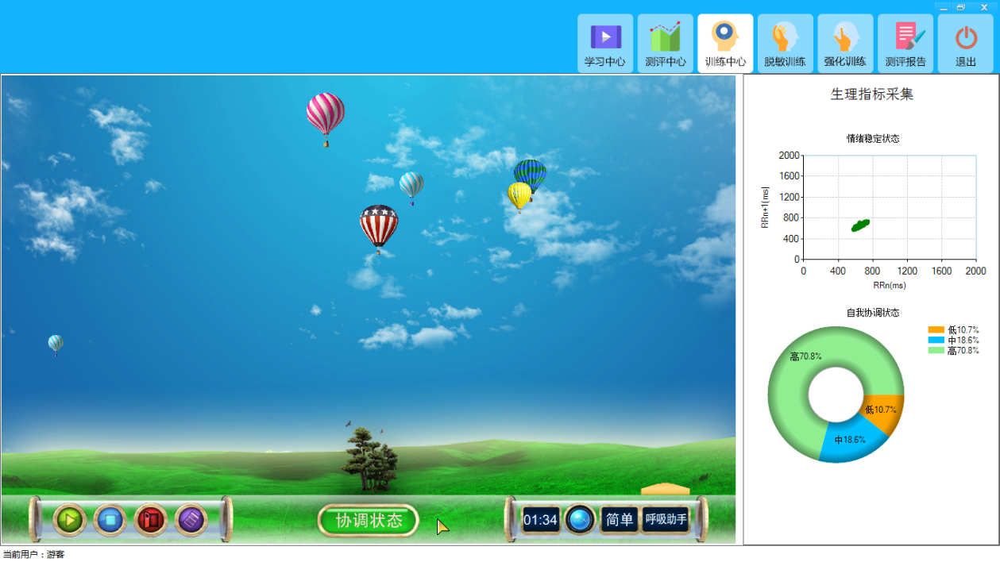 学习中心
测评中心
训练中心
脱敏训练
强化训练
测评报告
退出
生理指标采集
情绪稳定状态
2000
1600
1200
800
400
0
RRn+1(ms)
0 400 800 1200 1600 2000
RRn(ms)
自我协调状态
低10.7%
中18.6%
高70.8%
高70.8%
低10.7%
中18.6%
协调状态
01:34
简单
呼吸助手
当前用户：游客